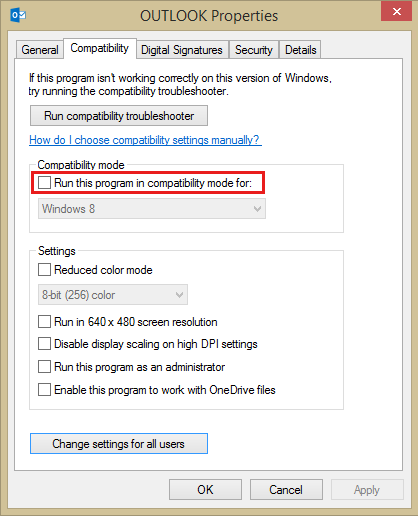 OUTLOOK Properties
General Compatibility Digital Signatures Security Details
If this program isn't working correctly on this version of Windows,
try running the compatibility troubleshooter.
Run compatibility troubleshooter
How do I choose compatibility settings manually?
Compatibility mode
Run this program in compatibility mode for:
Windows 8
Settings
Reduced color mode
8-bit (256) color
Run in 640 x 480 screen resolution
Disable display scaling on high DPI settings
Run this program as an administrator
Enable this program to work with OneDrive files
Change settings for all users
OK Cancel Apply